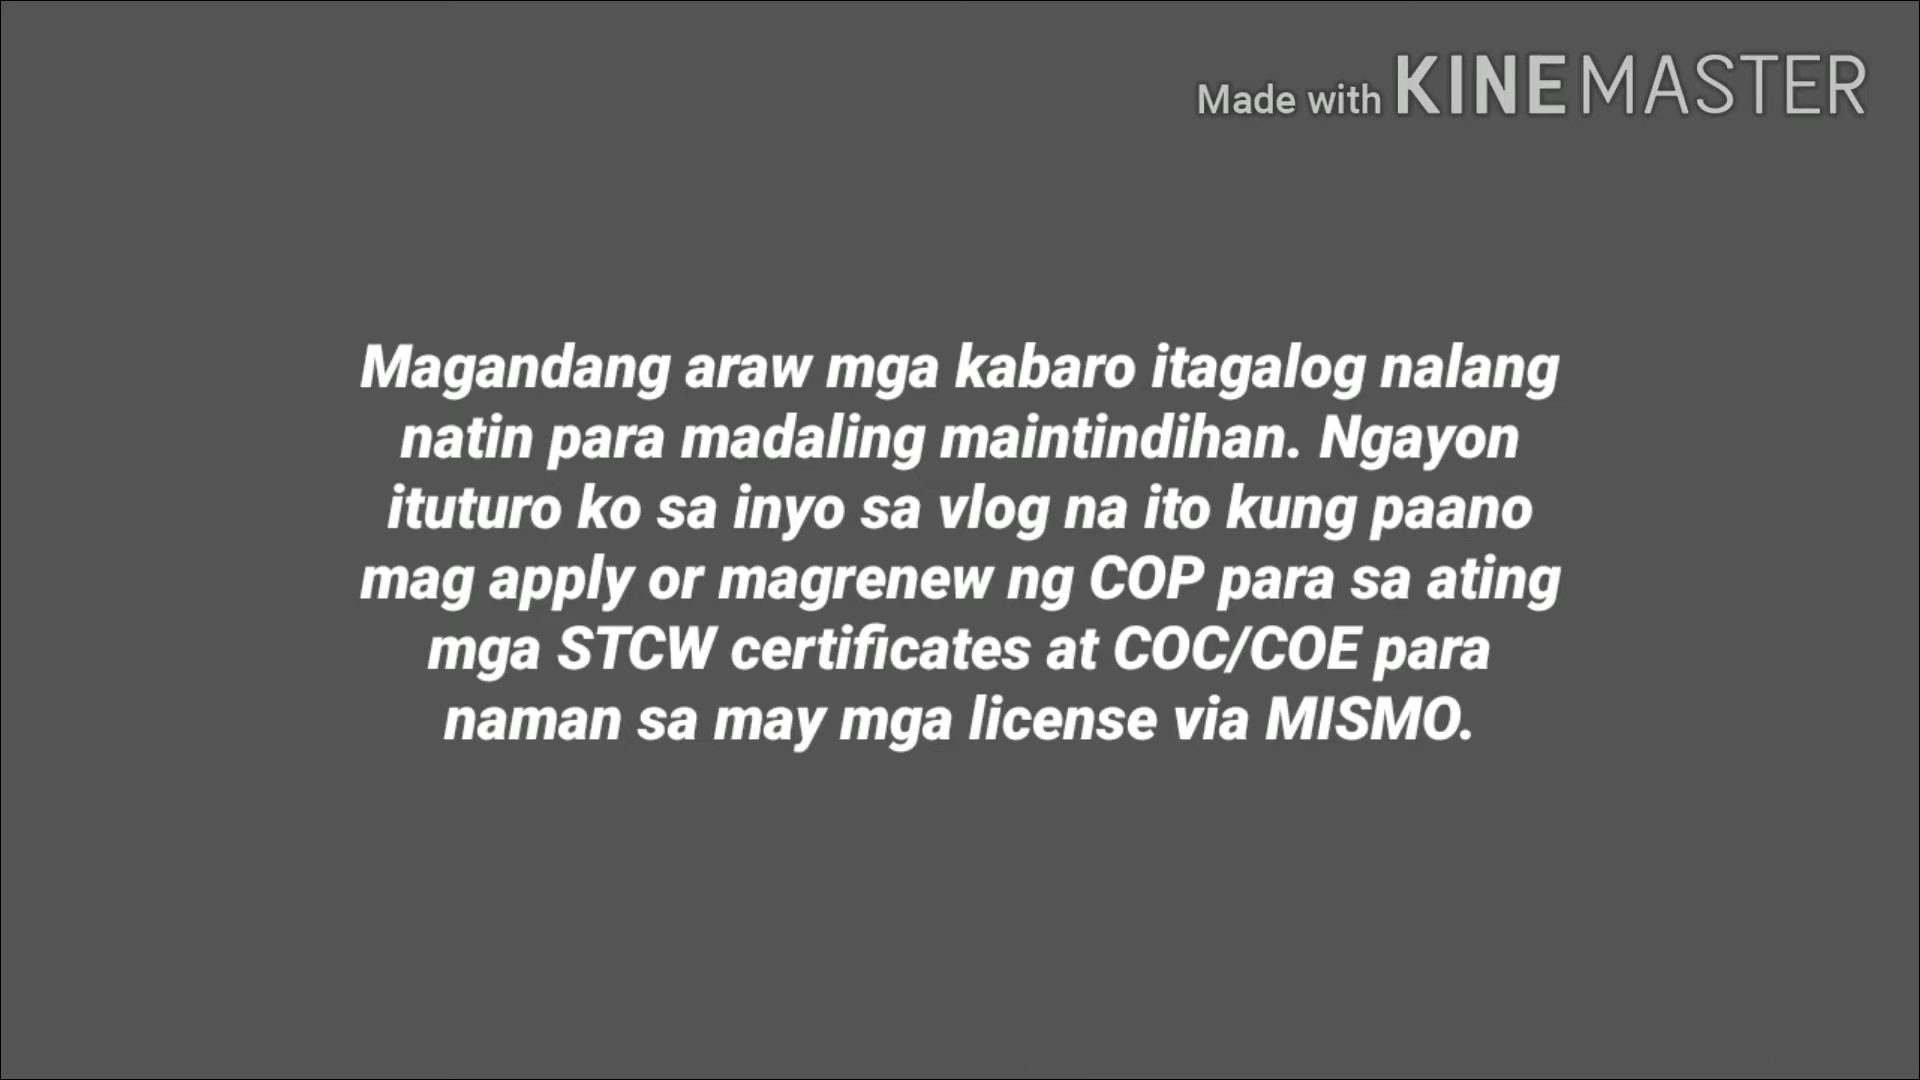 Made with KINEMASTER
Magandang araw mga kabaro itagalog nalang
natin para madaling maintindihan. Ngayon
ituturo ko sa inyo sa vlog na ito kung paano
mag apply or magrenew ng COP para sa ating
mga STCW certificates at COC/COE para
naman sa may mga license via MISMO.